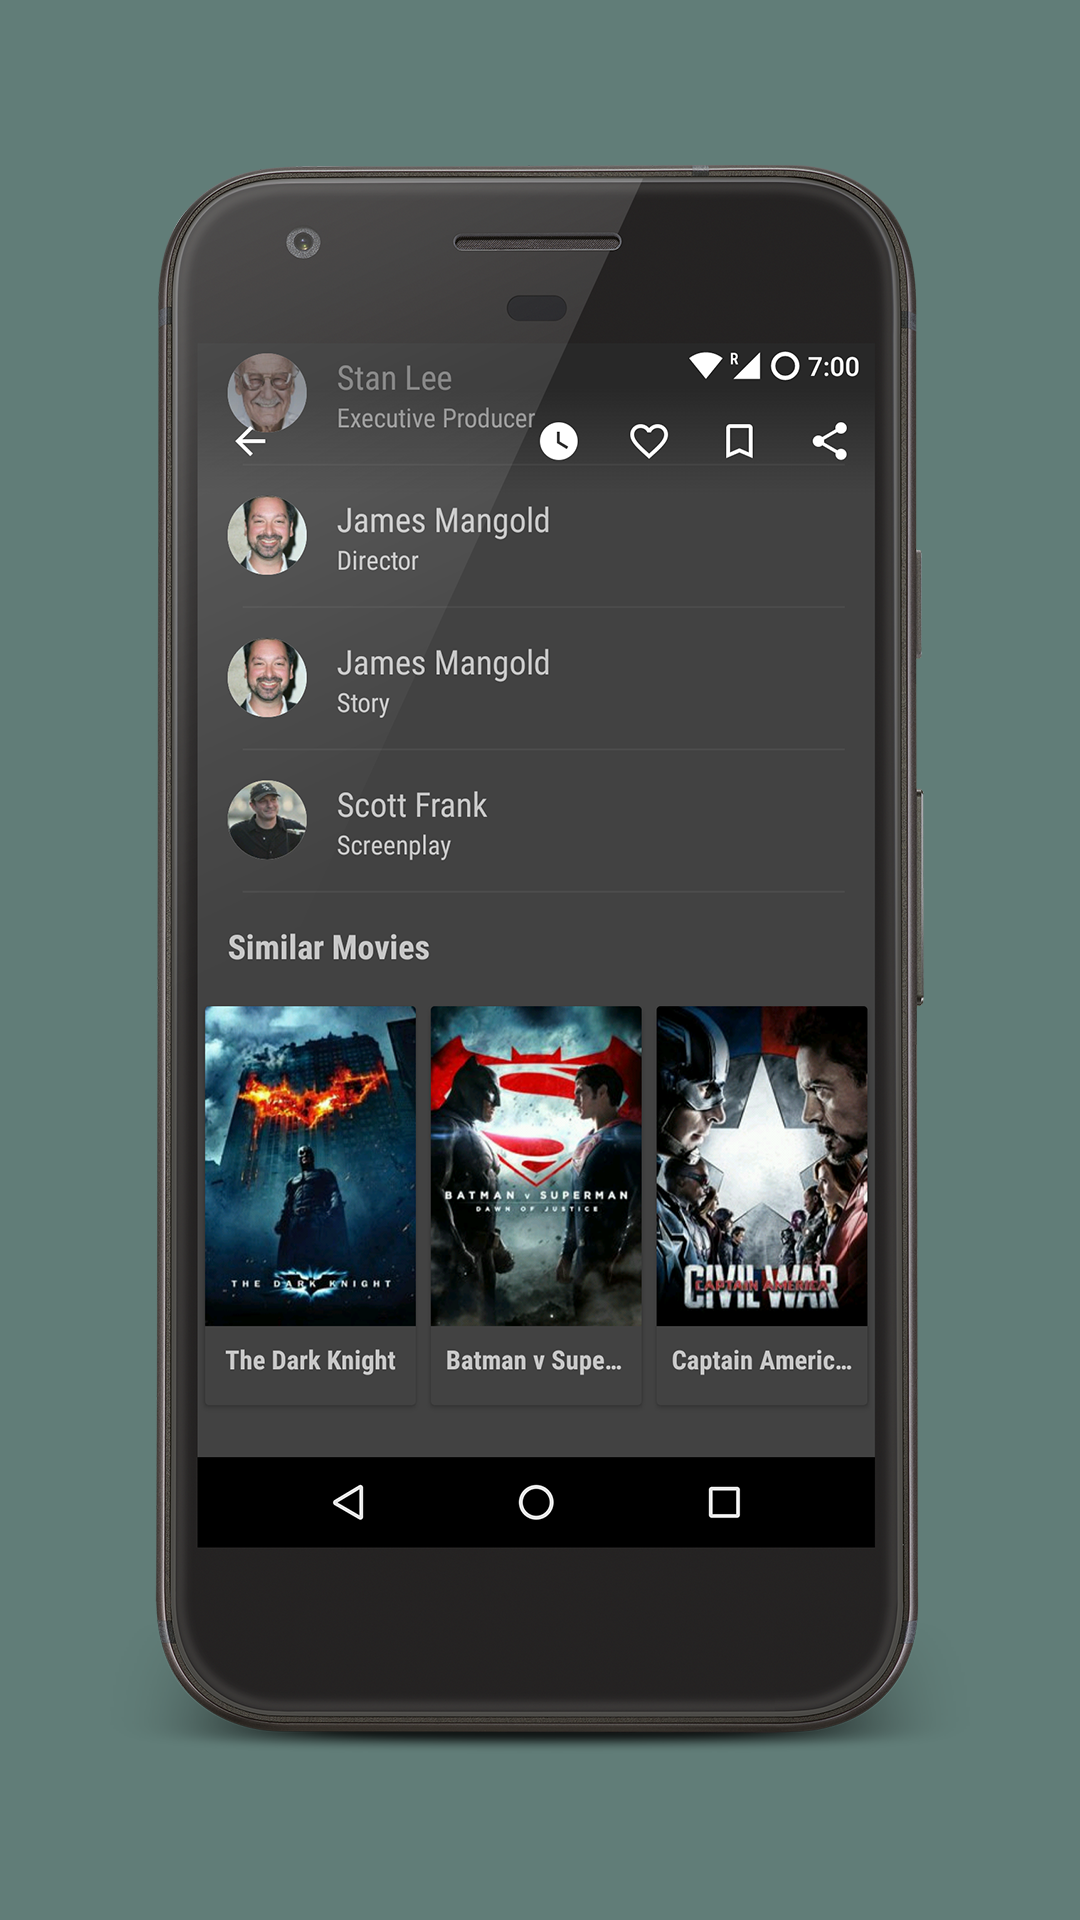 R 7:00
Stan Lee
Executive Producer
James Mangold
Director
James Mangold
Story
Scott Frank
Screenplay
Similar Movies
THE DARK KNIGHT
BATMAN v SUPERMAN
DAWN OF JUSTICE
CAPTAIN AMERICA
CIVIL WAR
The Dark Knight
Batman v Supe...
Captain Americ...